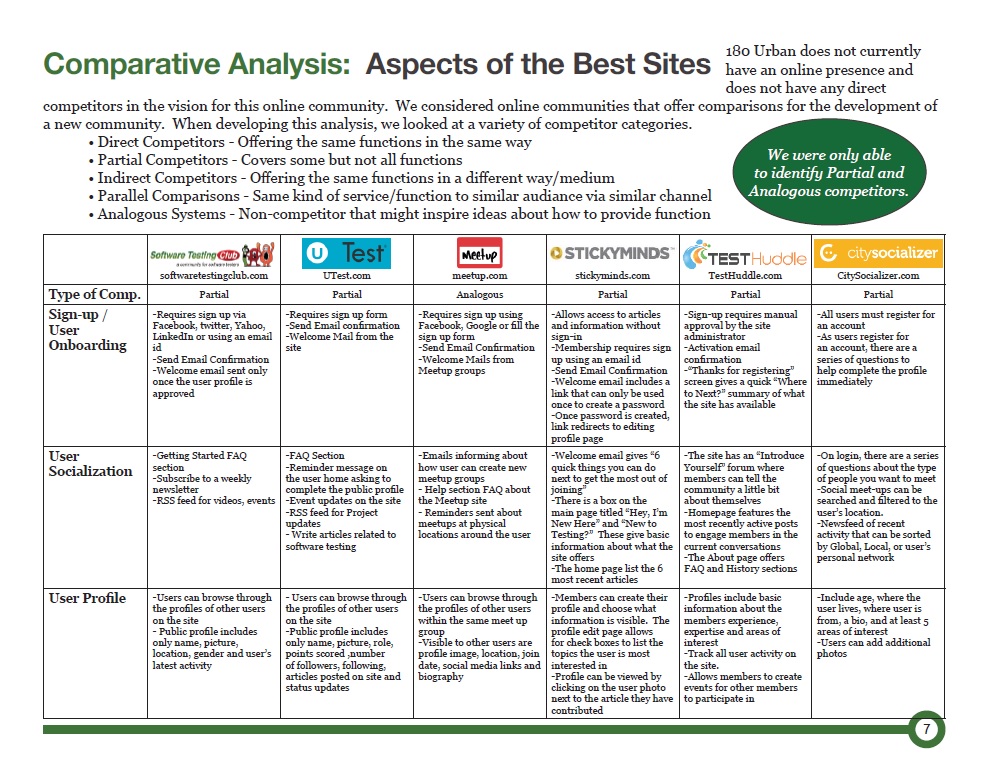 Comparative Analysis:  Aspects of the Best Sites
180 Urban does not currently
have an online presence and
does not have any direct
competitors in the vision for this online community.  We considered online communities that offer comparisons for the development of
a new community.  When developing this analysis, we looked at a variety of competitor categories.
• Direct Competitors - Offering the same functions in the same way
• Partial Competitors - Covers some but not all functions
• Indirect Competitors - Offering the same functions in a different way/medium
• Parallel Comparisons - Same kind of service/function to similar audiance via similar channel
• Analogous Systems - Non-competitor that might inspire ideas about how to provide function
We were only able
to identify Partial and
Analogous competitors.
Software Testing Club
softwaretestingclub.com
U Test
UTest.com
Meetup
meetup.com
STICKYMINDS™
stickyminds.com
TESTHuddle
TestHuddle.com
citysocializer
CitySocializer.com
Type of Comp.
Partial
Partial
Analogous
Partial
Partial
Partial
Sign-up /
User
Onboarding
-Requires sign up via
Facebook, twitter, Yahoo,
LinkedIn or using an email
id
-Send Email Confirmation
-Welcome email sent only
once the user profile is
approved
-Requires sign up form
-Send Email confirmation
-Welcome Mail from the
site
-Requires sign up using
Facebook, Google or fill the
sign up form
-Send Email Confirmation
-Welcome Mails from
Meetup groups
-Allows access to articles
and information without
sign-in
-Membership requires sign
up using an email id
-Send Email Confirmation
-Welcome email includes a
link that can only be used
once to create a password
-Once password is created,
link redirects to editing
profile page
-Sign-up requires manual
approval by the site
administrator
-Activation email
confirmation
-“Thanks for registering”
screen gives a quick “Where
to Next?” summary of what
the site has available
-All users must register for
an account
-As users register for
an account, there are a
series of questions to
help complete the profile
immediately
User
Socialization
-Getting Started FAQ
section
-Subscribe to a weekly
newsletter
-RSS feed for videos, events
-FAQ Section
-Reminder message on
the user home asking to
complete the public profile
-Event updates on the site
-RSS feed for Project
updates
- Write articles related to
software testing
-Emails informing about
how user can create new
meetup groups
- Help section FAQ about
the Meetup site
- Reminders sent about
meetups at physical
locations around the user
-Welcome email gives “6
quick things you can do
next to get the most out of
joining”
-There is a box on the
main page titled “Hey, I’m
New Here” and “New to
Testing?”  These give basic
information about what the
site offers
-The home page list the 6
most recent articles
-The site has an “Introduce
Yourself” forum where
members can tell the
community a little bit
about themselves
-Homepage features the
most recently active posts
to engage members in the
current conversations
-The About page offers
FAQ and History sections
-On login, there are a series
of questions about the type
of people you want to meet
-Social meet-ups can be
searched and filtered to the
user’s location.
-Newsfeed of recent
activity that can be sorted
by Global, Local, or user’s
personal network
User Profile
-Users can browse through
the profiles of other users
on the site
- Public profile includes
only name, picture,
location, gender and user’s
latest activity
- Users can browse through
the profiles of other users
on the site
-Public profile includes
only name, picture, role,
points scored ,number
of followers, following,
articles posted on site and
status updates
-Users can browse through
the profiles of other users
within the same meet up
group
-Visible to other users are
profile image, location, join
date, social media links and
biography
-Members can create their
profile and choose what
information is visible.  The
profile edit page allows
for check boxes to list the
topics the user is most
interested in
-Profile can be viewed by
clicking on the user photo
next to the article they have
contributed
-Profiles include basic
information about the
members experience,
expertise and areas of
interest
-Track all user activity on
the site.
-Allows members to create
events for other members
to participate in
-Include age, where the
user lives, where user is
from, a bio, and at least 5
areas of interest
-Users can add additional
photos
7